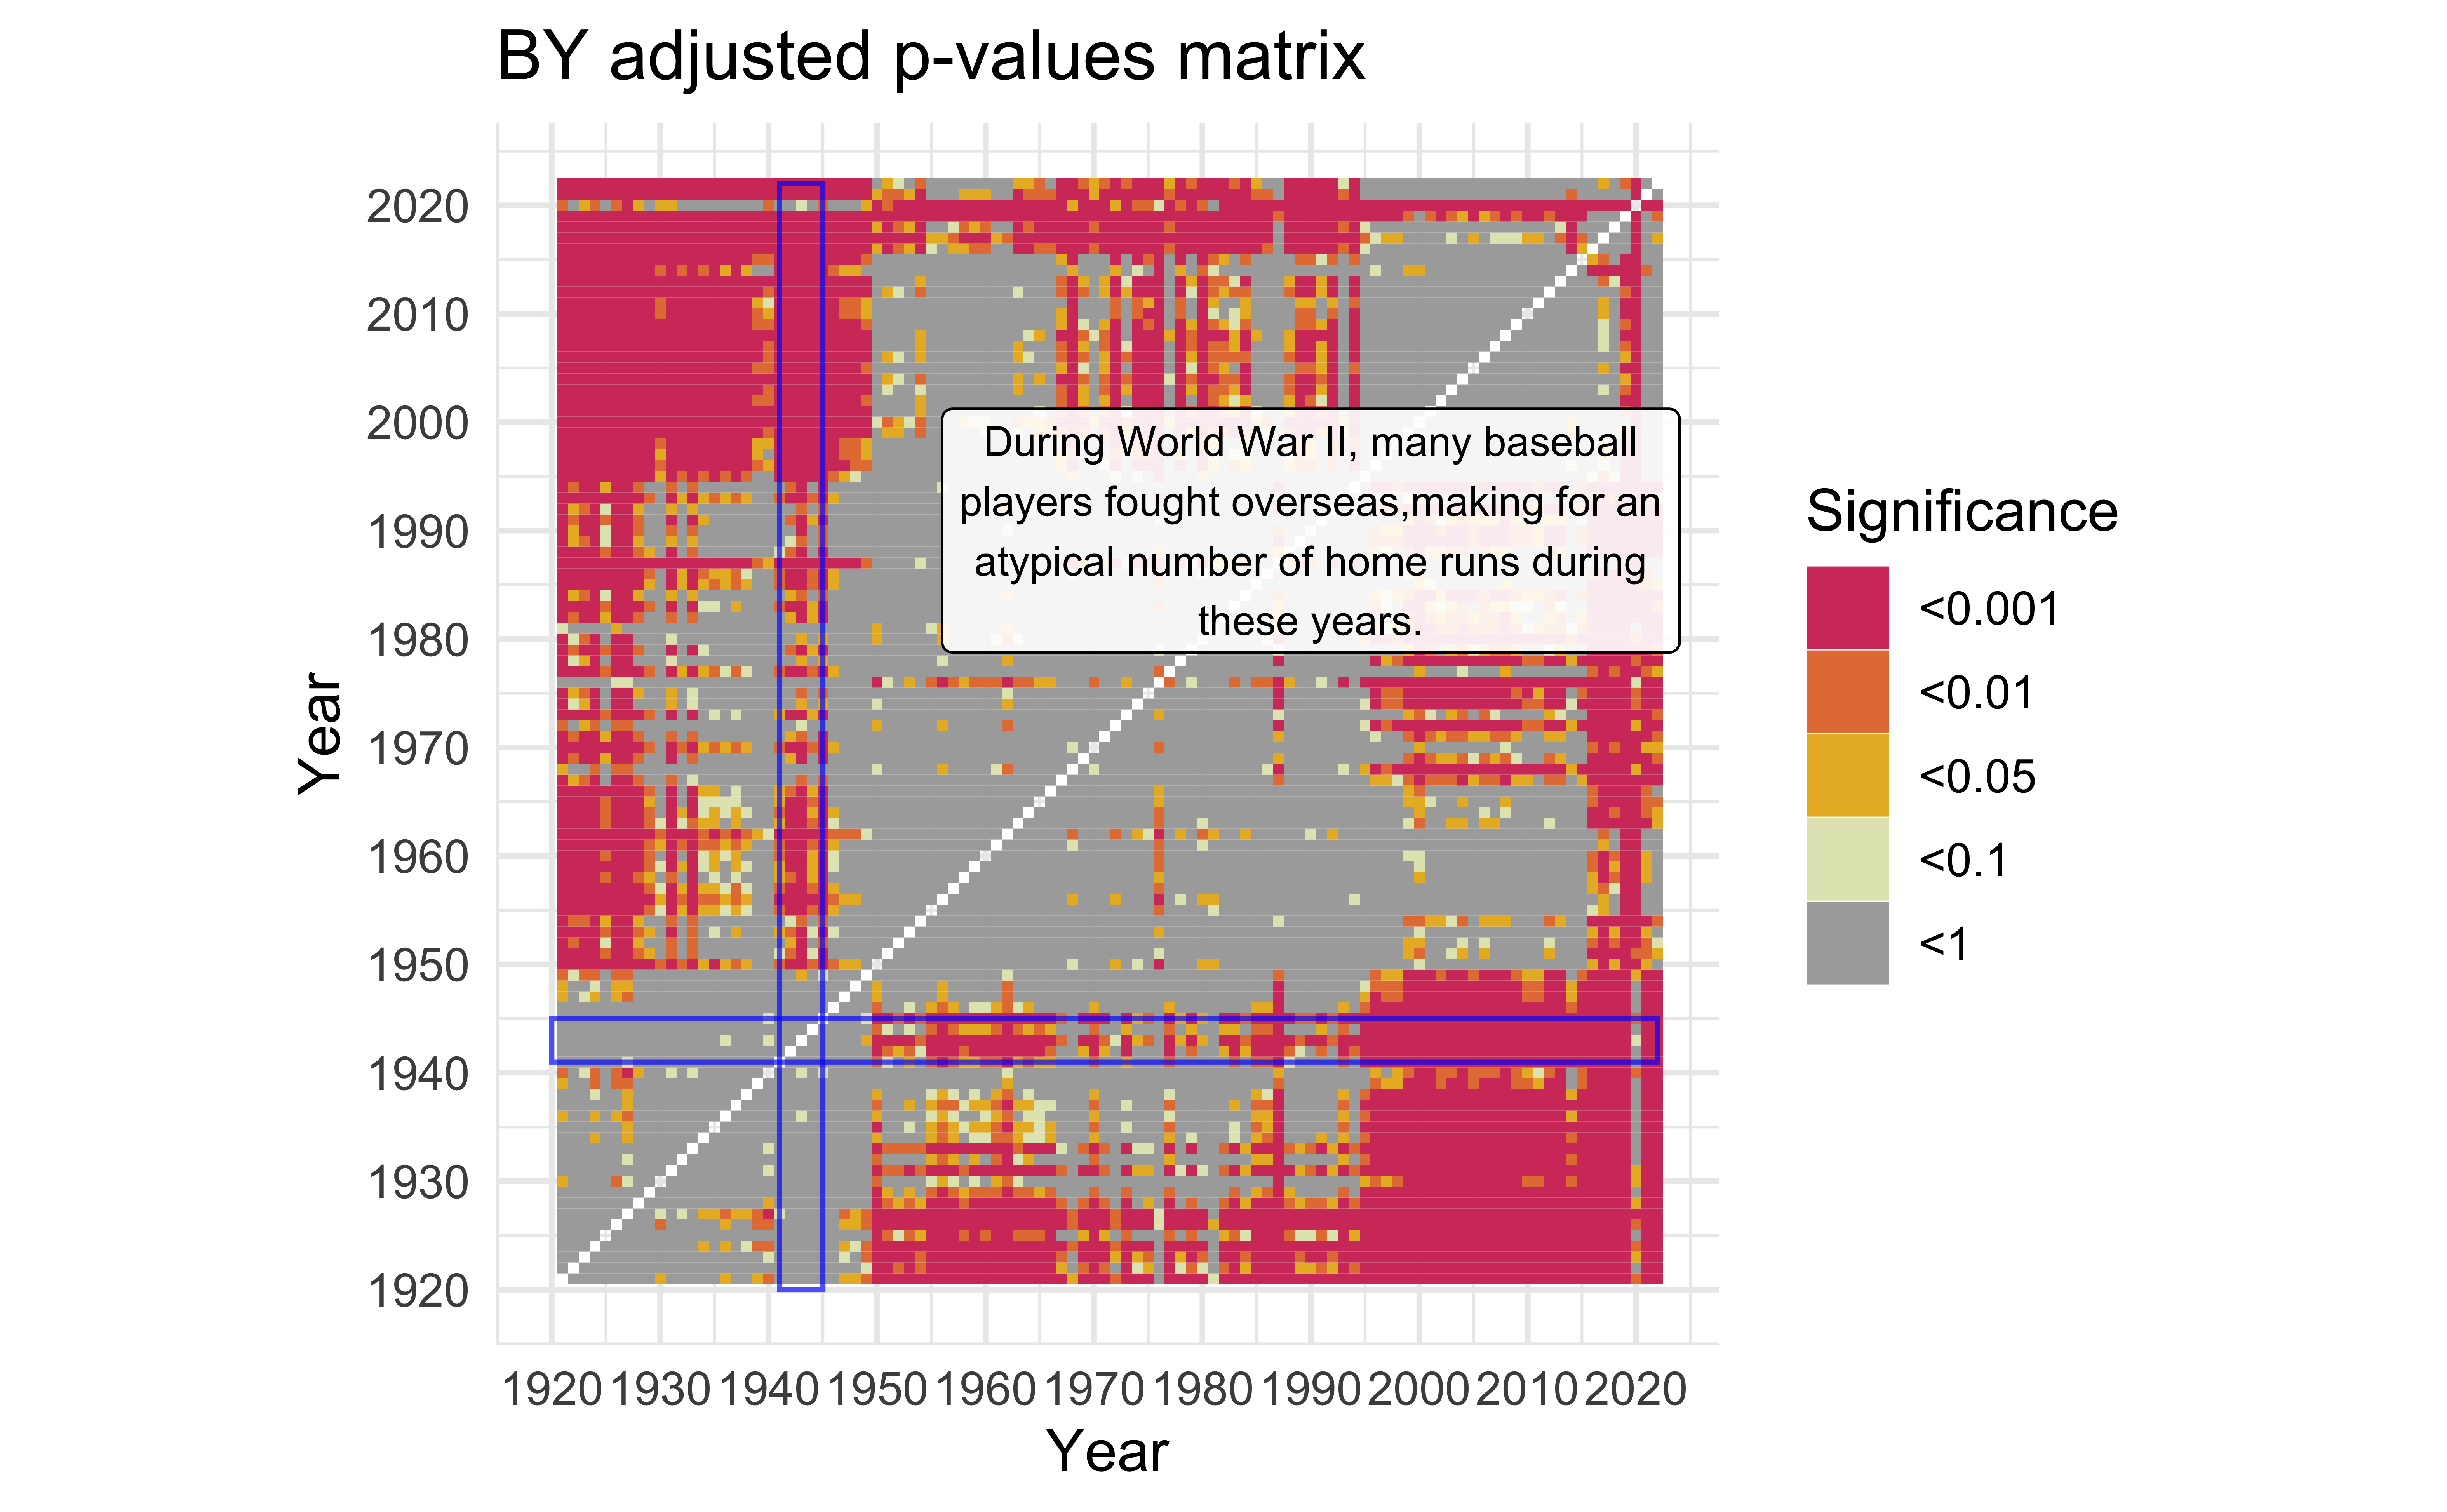 BY adjusted p-values matrix
2020
2010
2000
1990
1980
1970
1960
1950
1940
1930
1920
Year
During World War II, many baseball
players fought overseas,making for an
atypical number of home runs during
these years.
1920 1930 1940 1950 1960 1970 1980 1990 2000 2010 2020
Year
Significance
<0.001
<0.01
<0.05
<0.1
<1